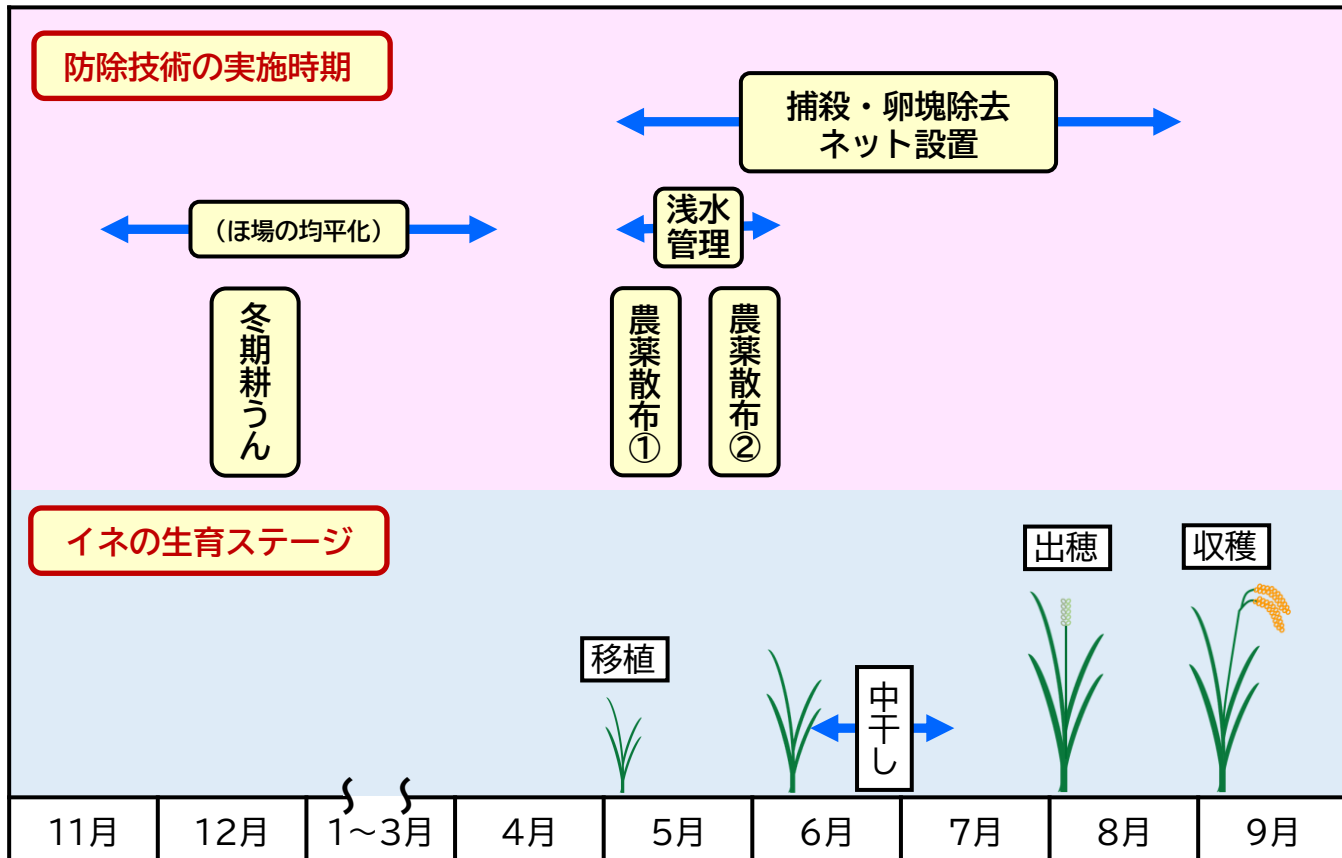 防除技術の実施時期
捕殺・卵塊除去
ネット設置
（ほ場の均平化）
浅水
管理
冬期耕うん
農薬散布①
農薬散布②
イネの生育ステージ
移植
中干し
出穂
収穫
11月
12月
1～3月
4月
5月
6月
7月
8月
9月